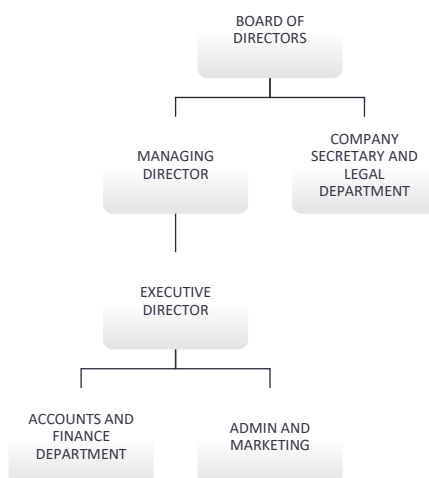 BOARD OF
DIRECTORS
MANAGING
DIRECTOR
COMPANY
SECRETARY AND
LEGAL
DEPARTMENT
EXECUTIVE
DIRECTOR
ACCOUNTS AND
FINANCE
DEPARTMENT
ADMIN AND
MARKETING